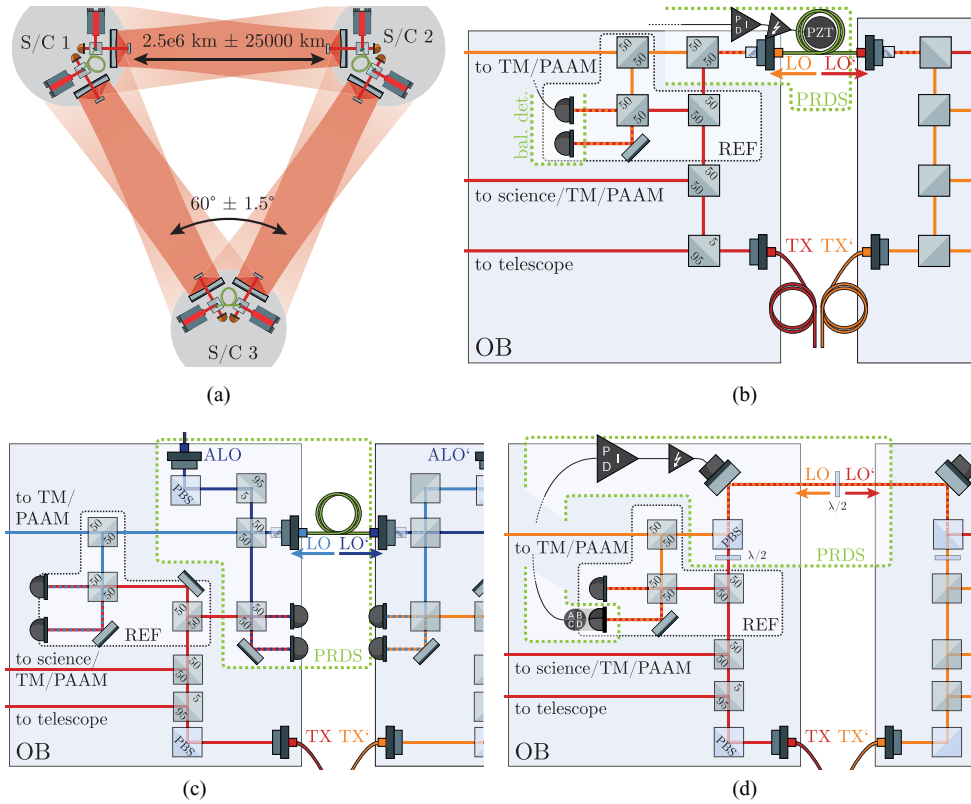 S/C 1
2.5e6 km ± 25000 km
S/C 2
60° ± 1.5°
S/C 3
(a)
P I
D
PZT
50
50
to TM/PAAM
LO
LO‘
PRDS
50
50
50
50
bal. det.
REF
50
50
to science/TM/PAAM
5
95
TX
TX‘
to telescope
OB
(b)
ALO
ALO‘
PBS
95
5
to TM/
PAAM
50
50
50
50
LO
LO‘
50
50
50
50
50
50
REF
PRDS
to science/
TM/PAAM
50
50
to telescope
5
95
PBS
TX
TX‘
OB
(c)
P I
D
LO
LO‘
λ/2
50
50
PBS
to TM/PAAM
λ/2
PRDS
50
50
50
50
A B
C D
REF
50
50
to science/TM/PAAM
5
95
to telescope
PBS
TX
TX‘
OB
(d)